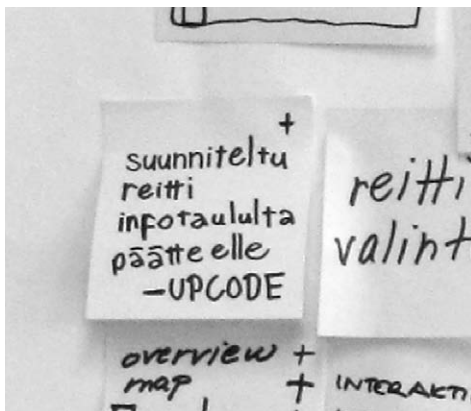 +
suunniteltu
reitti
infotaululta
päätteelle
-UPCODE
reitti
valint
overview +
map +
INTERAKTI